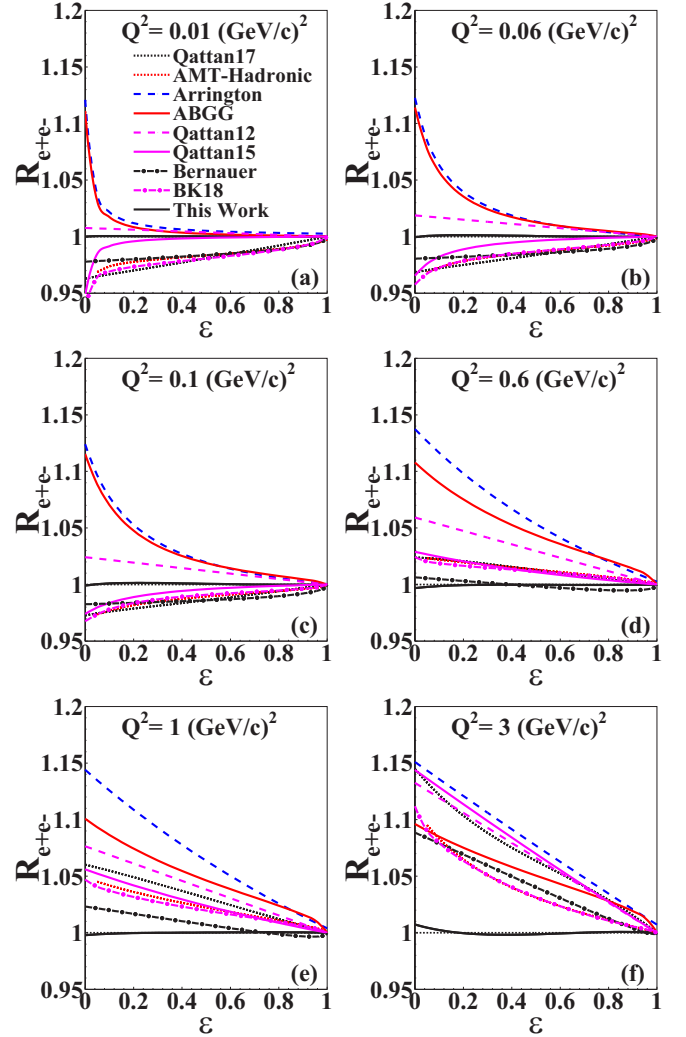 Q²= 0.01 (GeV/c)²
Qattan17
AMT-Hadronic
Arrington
ABGG
Qattan12
Qattan15
Bernauer
BK18
This Work
R e+e-
1.2
1.15
1.1
1.05
1
0.95
0 0.2 0.4 0.6 0.8 1
ε
(a)
Q²= 0.06 (GeV/c)²
R e+e-
1.2
1.15
1.1
1.05
1
0.95
0 0.2 0.4 0.6 0.8 1
ε
(b)
Q²= 0.1 (GeV/c)²
R e+e-
1.2
1.15
1.1
1.05
1
0.95
0 0.2 0.4 0.6 0.8 1
ε
(c)
Q²= 0.6 (GeV/c)²
R e+e-
1.2
1.15
1.1
1.05
1
0.95
0 0.2 0.4 0.6 0.8 1
ε
(d)
Q²= 1 (GeV/c)²
R e+e-
1.2
1.15
1.1
1.05
1
0.95
0 0.2 0.4 0.6 0.8 1
ε
(e)
Q²= 3 (GeV/c)²
R e+e-
1.2
1.15
1.1
1.05
1
0.95
0 0.2 0.4 0.6 0.8 1
ε
(f)